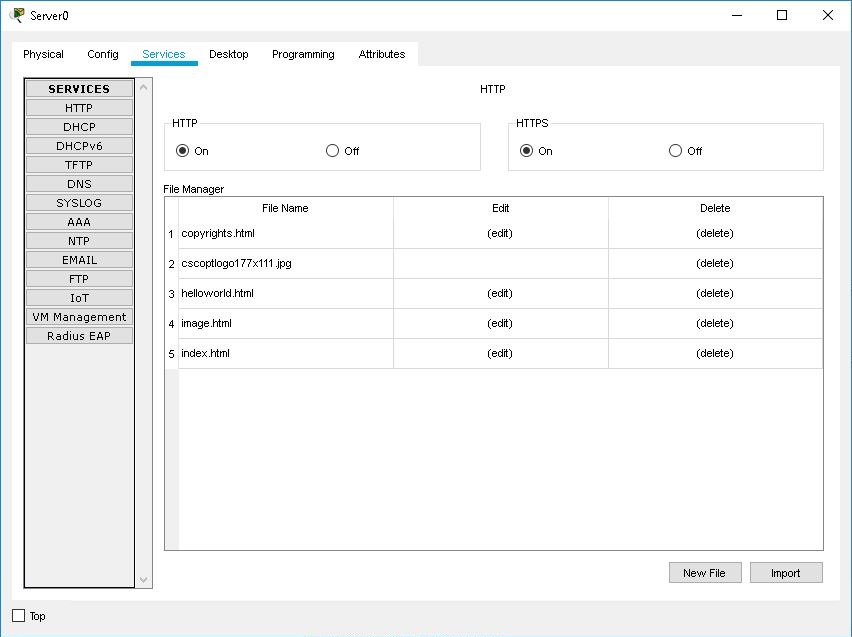 Server0
Physical Config Services Desktop Programming Attributes
SERVICES
HTTP
DHCP
DHCPv6
TFTP
DNS
SYSLOG
AAA
NTP
EMAIL
FTP
IoT
VM Management
Radius EAP
HTTP
HTTP
On Off
HTTPS
On Off
File Manager
File Name Edit Delete
1 copyrights.html (edit) (delete)
2 cscoptlogo177x111.jpg (delete)
3 helloworld.html (edit) (delete)
4 image.html (edit) (delete)
5 index.html (edit) (delete)
New File Import
Top